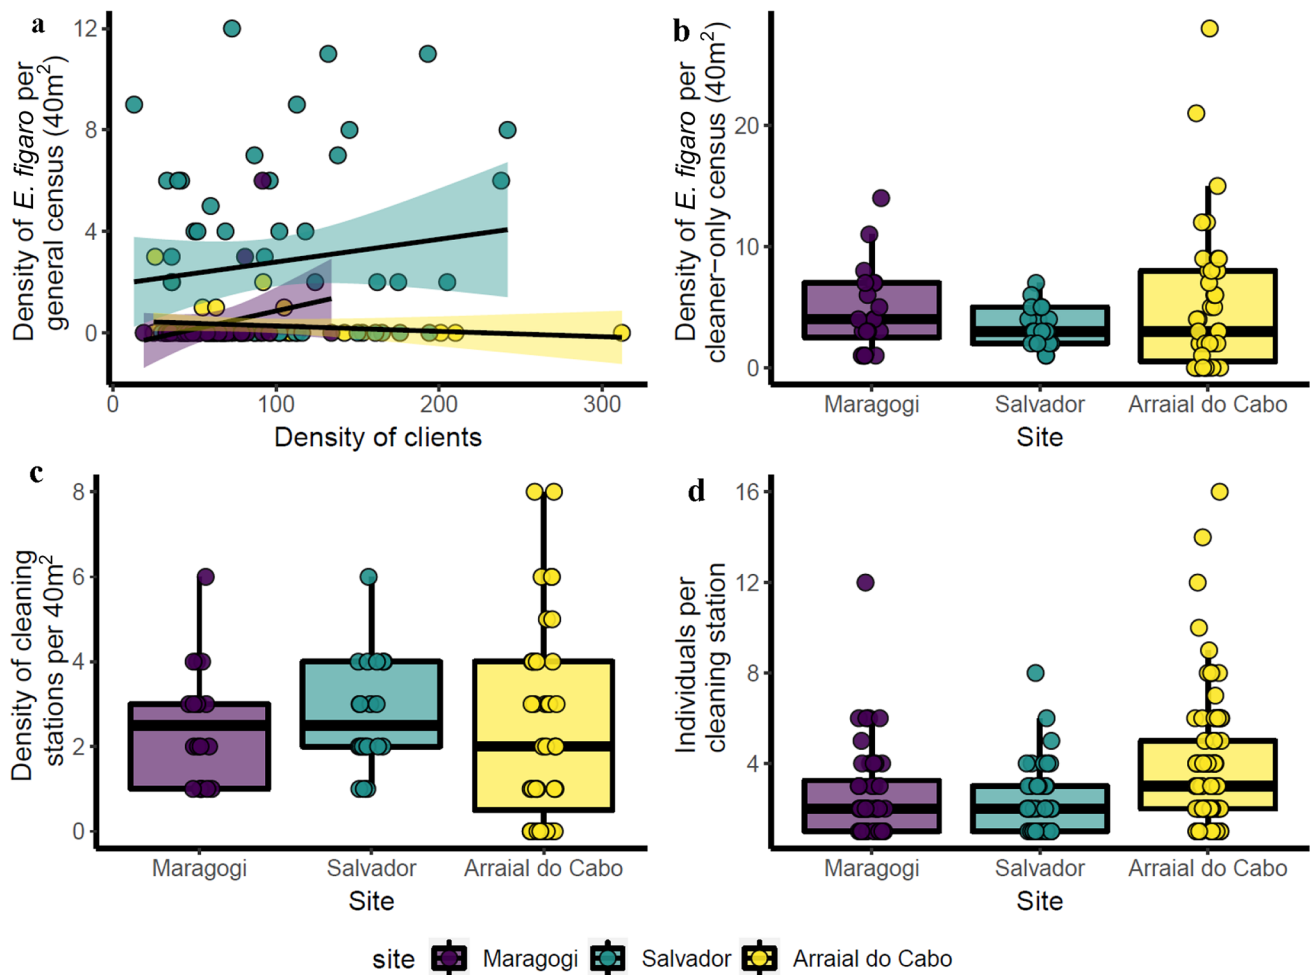 a
Density of E. figaro per
general census (40m²)
12
8
4
0
0 100 200 300
Density of clients
b
Density of E. figaro per
cleaner-only census (40m²)
20
10
0
Maragogi Salvador Arraial do Cabo
Site
c
Density of cleaning
stations per 40m²
8
6
4
2
0
Maragogi Salvador Arraial do Cabo
Site
d
Individuals per
cleaning station
16
12
8
4
Maragogi Salvador Arraial do Cabo
Site
site Maragogi Salvador Arraial do Cabo